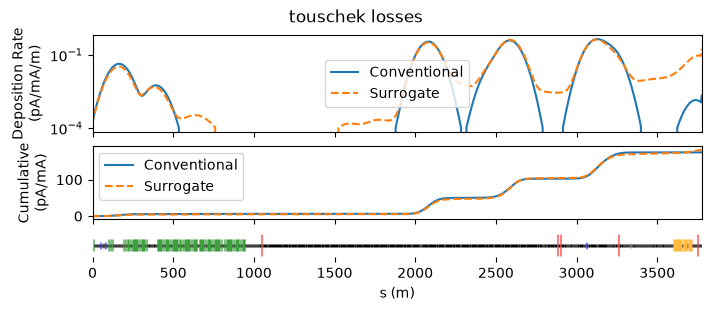 touschek losses
Deposition Rate
(pA/mA/m)
10⁻¹
10⁻⁴
Conventional
Surrogate
Cumulative
(pA/mA)
100
0
Conventional
Surrogate
0 500 1000 1500 2000 2500 3000 3500
s (m)